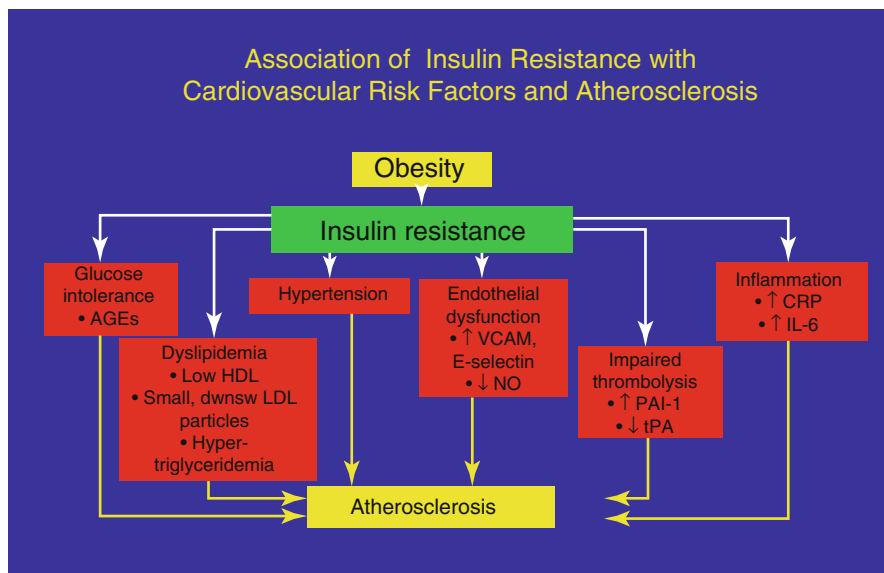 Association of Insulin Resistance with
Cardiovascular Risk Factors and Atherosclerosis
Obesity
Insulin resistance
Glucose
intolerance
• AGEs
Dyslipidemia
• Low HDL
• Small, dwnsw LDL
particles
• Hyper-
triglyceridemia
Hypertension
Endothelial
dysfunction
• ↑ VCAM,
E-selectin
• ↓ NO
Impaired
thrombolysis
• ↑ PAI-1
• ↓ tPA
Inflammation
• ↑ CRP
• ↑ IL-6
Atherosclerosis